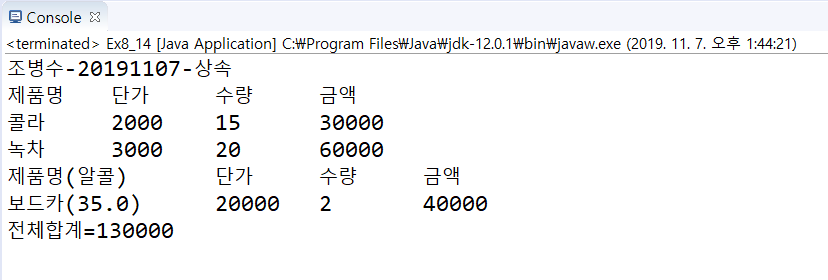 Console
<terminated> Ex8_14 [Java Application] C:₩Program Files₩Java₩jdk-12.0.1₩bin₩javaw.exe (2019. 11. 7. 오후 1:44:21)
조병수-20191107-상속
제품명 단가 수량 금액
콜라 2000 15 30000
녹차 3000 20 60000
제품명(알콜) 단가 수량 금액
보드카(35.0) 20000 2 40000
전체합계=130000